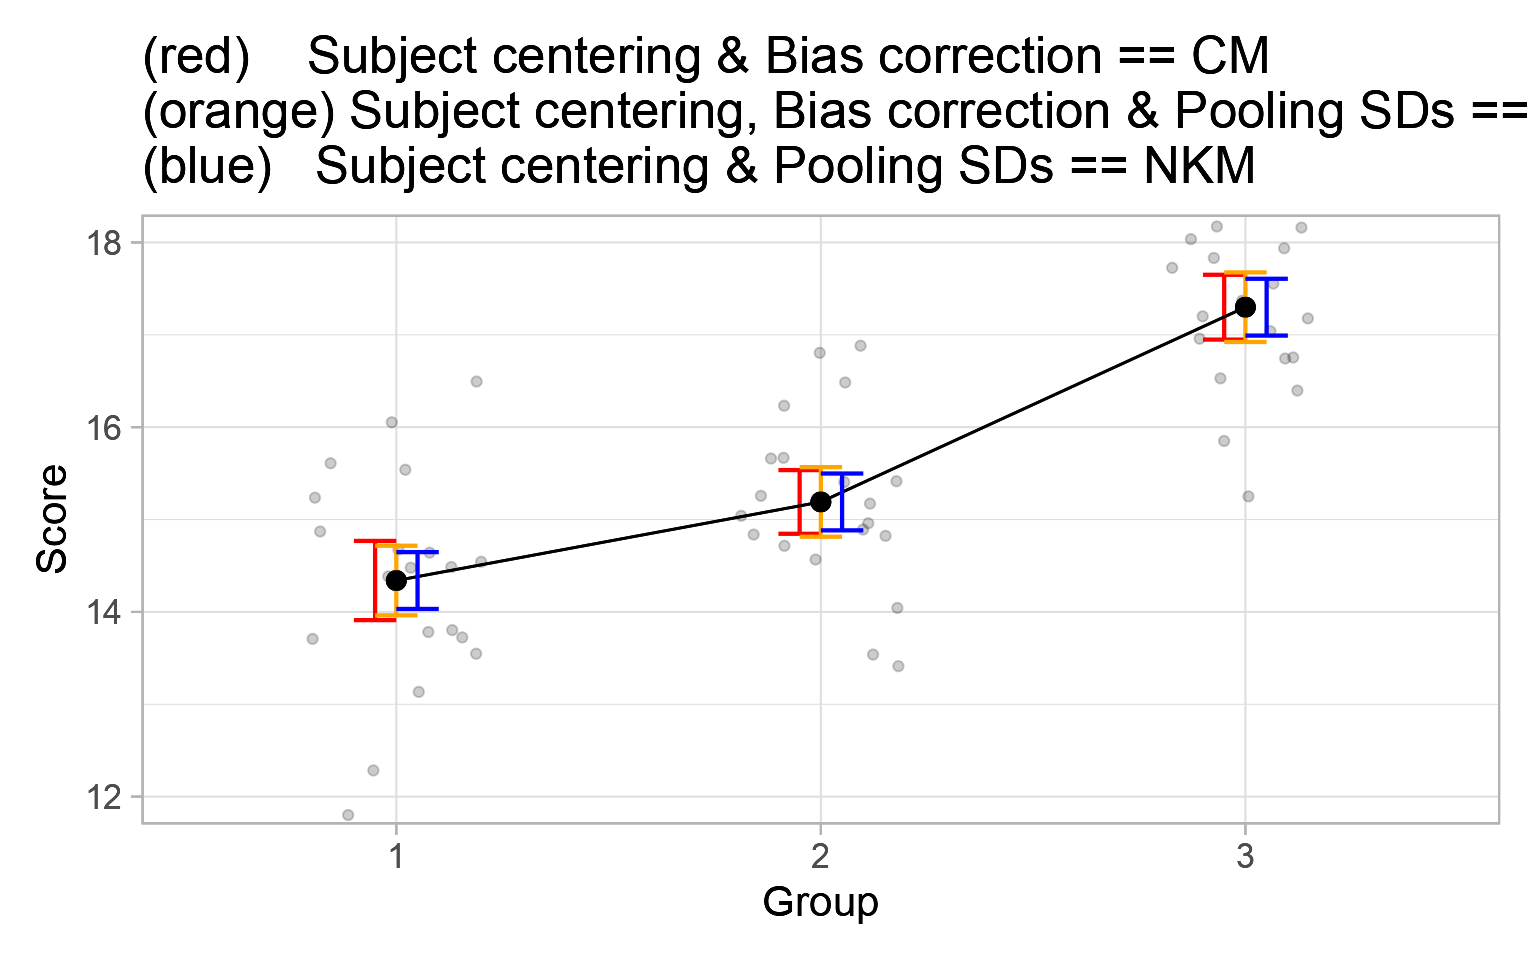 (red) Subject centering & Bias correction == CM
(orange) Subject centering, Bias correction & Pooling SDs ==
(blue) Subject centering & Pooling SDs == NKM
18
16
14
12
Score
1 2 3
Group